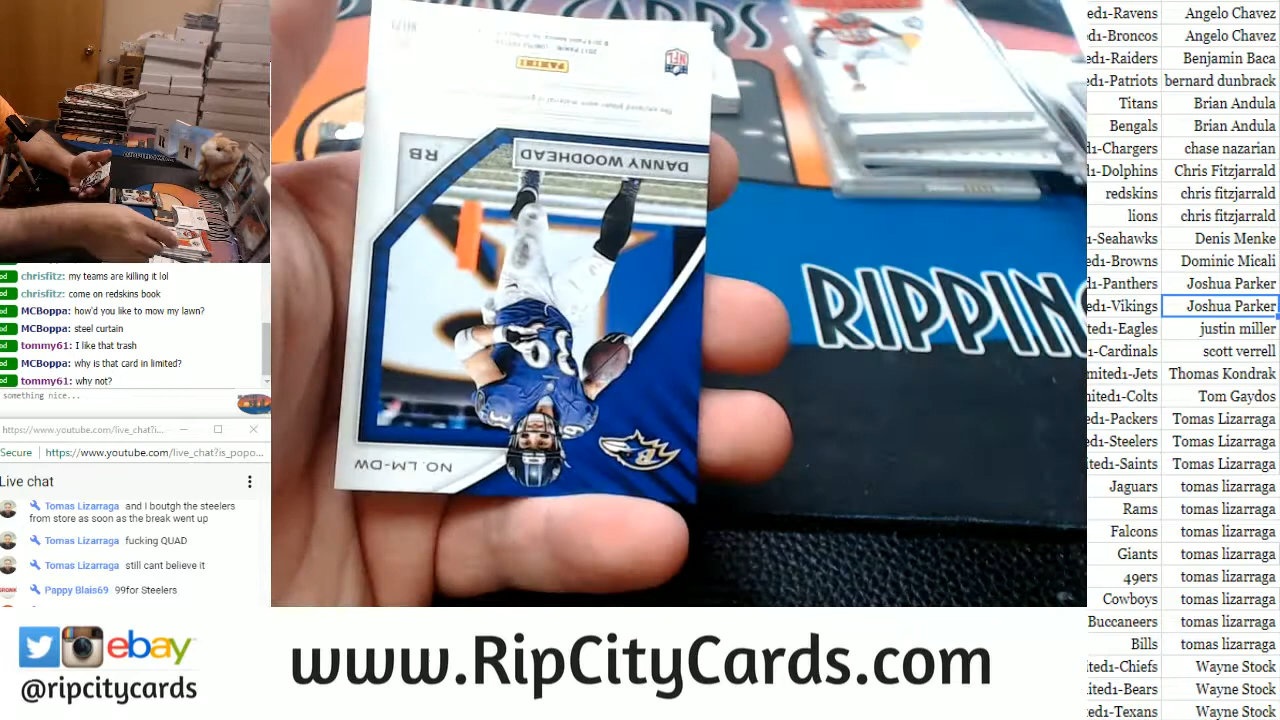 chrisfitz: my teams are killing it lol
chrisfitz: come on redskins book
MCBoppa: how'd you like to mow my lawn?
MCBoppa: steel curtain
tommy61: I like that trash
MCBoppa: why is that card in limited?
tommy61: why not?
something nice...
https://www.youtube.com/live_chat?i...
Secure https://www.youtube.com/live_chat?is_popo...
Live chat
Tomas Lizarraga and I boutgh the steelers
from store as soon as the break went up
Tomas Lizarraga fucking QUAD
Tomas Lizarraga still cant believe it
Pappy Blais69 99for Steelers
ebay
@ripcitycards
www.RipCityCards.com
CARDS
NFL
PANINI
RB
DANNY WOODHEAD
NO. LM-DW
RIPPIN
ed1-Ravens Angelo Chavez
ed1-Broncos Angelo Chavez
ed1-Raiders Benjamin Bac
ed1-Patriots bernard dunbrack
Titans Brian Andula
Bengals Brian Andula
1-Chargers chase nazarian
1-Dolphins Chris Fitzjarrald
redskins chris fitzjarrald
lions chris fitzjarrald
1-Seahawks Denis Menke
ed1-Browns Dominic Micali
1-Panthers Joshua Parker
ed1-Vikings Joshua Parker
ited1-Eagles justin miller
1-Cardinals scott verrell
mited1-Jets Thomas Kondrak
nited1-Colts Tom Gaydos
ed1-Packers Tomas Lizarraga
ed1-Steelers Tomas Lizarraga
ited1-Saints Tomas Lizarraga
Jaguars tomas lizarraga
Rams tomas lizarraga
Falcons tomas lizarraga
Giants tomas lizarraga
49ers tomas lizarraga
Cowboys tomas lizarraga
Buccaneers tomas lizarraga
Bills tomas lizarraga
ited1-Chiefs Wayne Stock
ited1-Bears Wayne Stock
ted1-Texans Wayne Stock